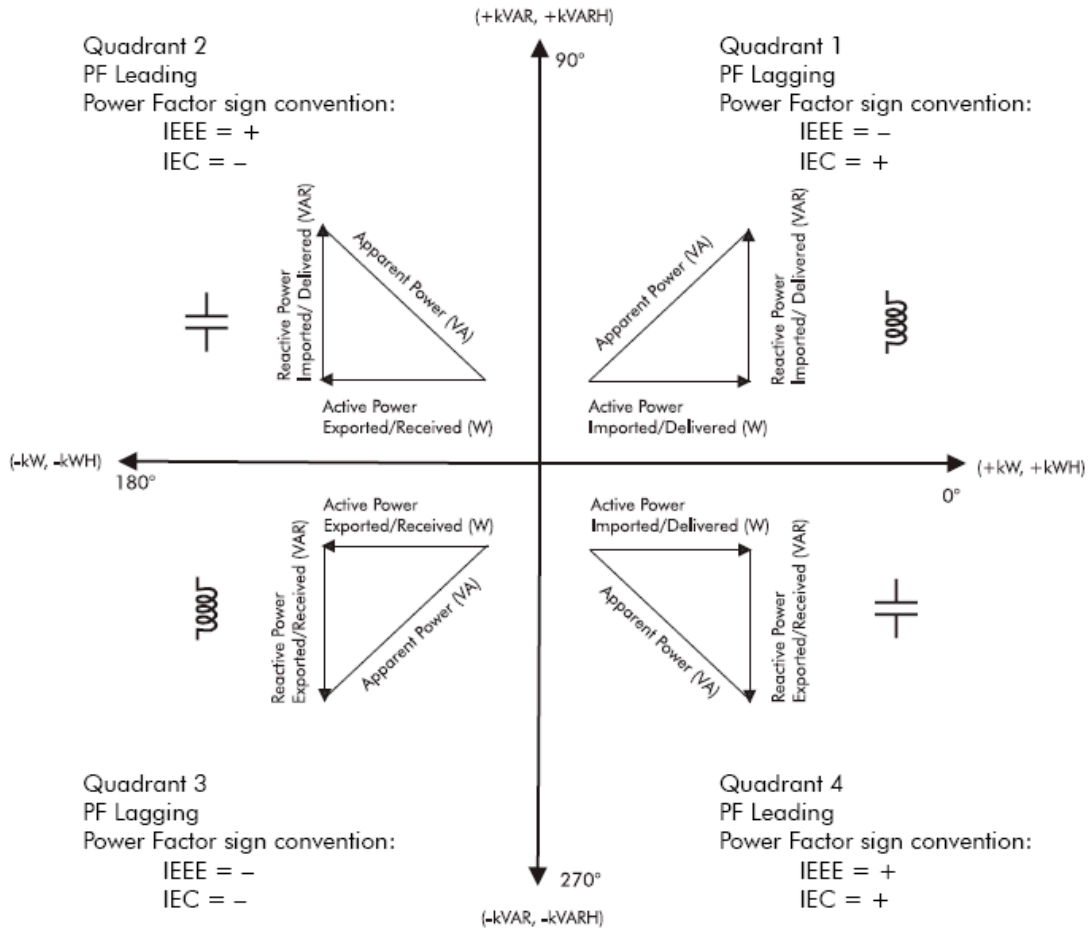 (+kVAR, +kVARH)
90°
Quadrant 2
PF Leading
Power Factor sign convention:
IEEE = +
IEC = –
Quadrant 1
PF Lagging
Power Factor sign convention:
IEEE = –
IEC = +
Reactive Power
Imported/ Delivered (VAR)
Apparent Power (VA)
Active Power
Exported/Received (W)
Apparent Power (VA)
Reactive Power
Imported/ Delivered (VAR)
Active Power
Imported/Delivered (W)
(-kW, -kWH)
180°
(+kW, +kWH)
0°
Active Power
Exported/Received (W)
Reactive Power
Exported/Received (VAR)
Apparent Power (VA)
Active Power
Imported/Delivered (W)
Apparent Power (VA)
Reactive Power
Exported/Received (VAR)
Quadrant 3
PF Lagging
Power Factor sign convention:
IEEE = –
IEC = –
Quadrant 4
PF Leading
Power Factor sign convention:
IEEE = +
IEC = +
270°
(-kVAR, -kVARH)